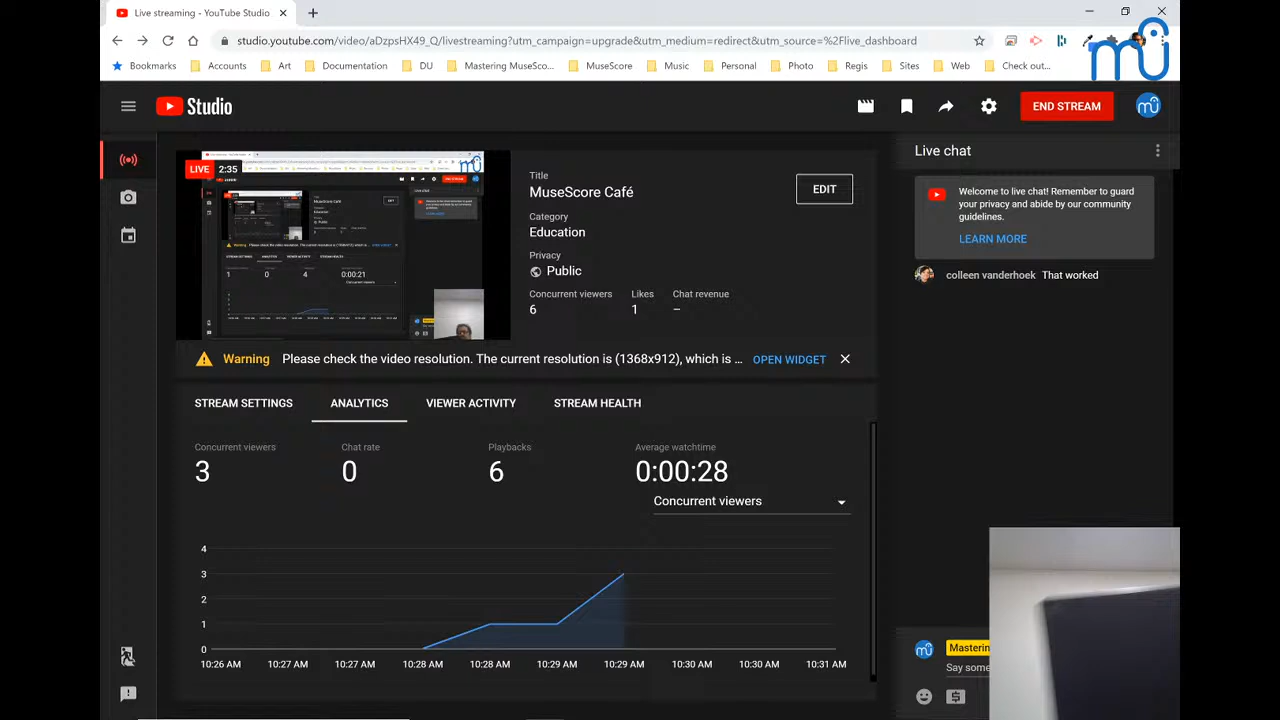 Live streaming - YouTube Studio
studio.youtube.com/video/aDzpsHX49_
streaming?utm_campaign=upgrade&utm_medium=redirect&utm_source=%2Flive_dashboard
Bookmarks Accounts Art Documentation DU Mastering MuseSco... MuseScore Music Personal Photo Regis Sites Web Check out...
Studio
END STREAM
LIVE 2:35
Title
MuseScore Café
EDIT
Category
Education
Privacy
Public
Concurrent viewers Likes Chat revenue
6 1 –
Warning Please check the video resolution. The current resolution is (1368x912), which is ... OPEN WIDGET
STREAM SETTINGS ANALYTICS VIEWER ACTIVITY STREAM HEALTH
Concurrent viewers Chat rate Playbacks Average watchtime
3 0 6 0:00:28
Concurrent viewers
4
3
2
1
0
10:26 AM 10:27 AM 10:27 AM 10:28 AM 10:28 AM 10:29 AM 10:29 AM 10:30 AM 10:30 AM 10:31 AM
Live chat
Welcome to live chat! Remember to guard
your privacy and abide by our community
guidelines.
LEARN MORE
colleen vanderhoek That worked
Masterin
Say some